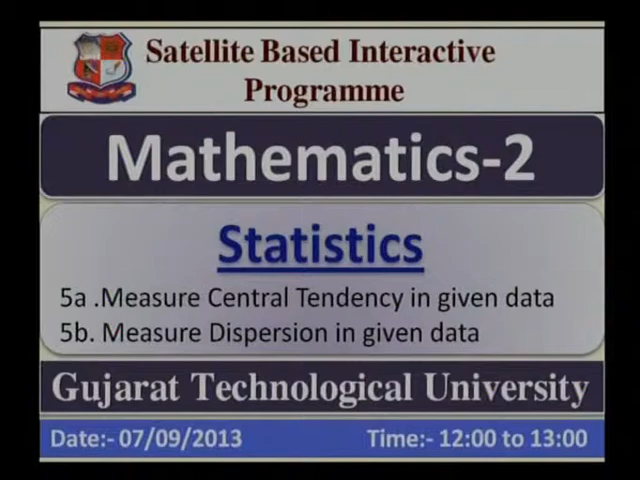 Satellite Based Interactive
Programme
Mathematics-2
Statistics
5a .Measure Central Tendency in given data
5b. Measure Dispersion in given data
Gujarat Technological University
Date:- 07/09/2013
Time:- 12:00 to 13:00